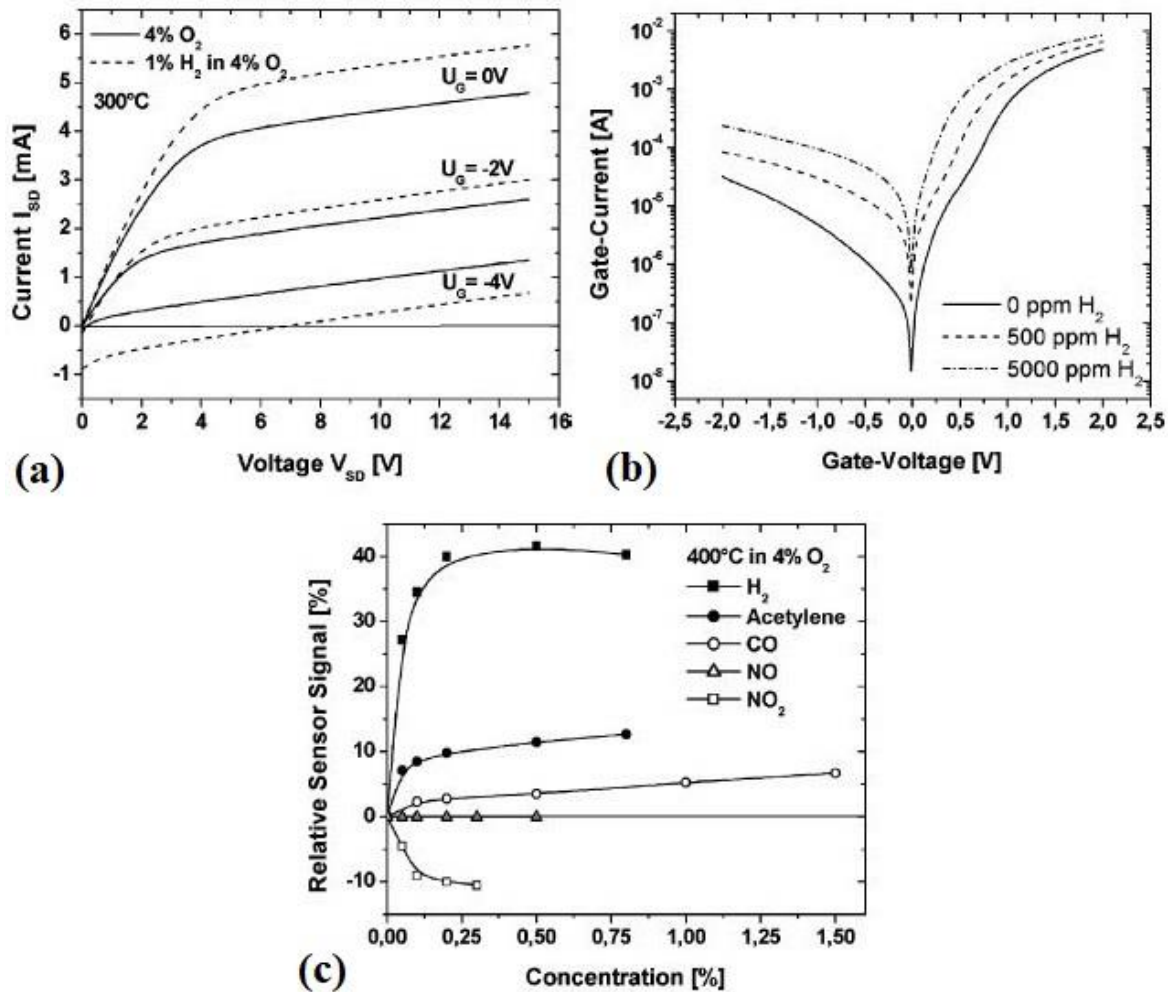 6
5
4
3
2
1
0
-1
0 2 4 6 8 10 12 14 16
Current I_SD [mA]
Voltage V_SD [V]
4% O₂
1% H₂ in 4% O₂
300°C
U_G= 0V
U_G= -2V
U_G= -4V
(a)
10⁻²
10⁻³
10⁻⁴
10⁻⁵
10⁻⁶
10⁻⁷
10⁻⁸
-2,5 -2,0 -1,5 -1,0 -0,5 0,0 0,5 1,0 1,5 2,0 2,5
Gate-Current [A]
Gate-Voltage [V]
0 ppm H₂
500 ppm H₂
5000 ppm H₂
(b)
40
30
20
10
0
-10
0,00 0,25 0,50 0,75 1,00 1,25 1,50
Relative Sensor Signal [%]
Concentration [%]
400°C in 4% O₂
H₂
Acetylene
CO
NO
NO₂
(c)